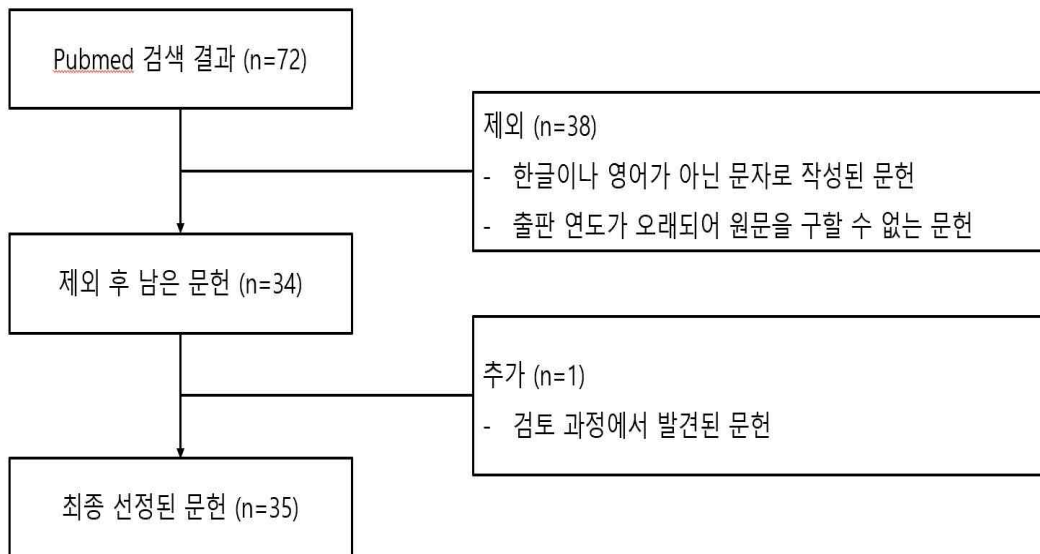 Pubmed 검색 결과 (n=72)
제외 (n=38)
- 한글이나 영어가 아닌 문자로 작성된 문헌
- 출판 연도가 오래되어 원문을 구할 수 없는 문헌
제외 후 남은 문헌 (n=34)
추가 (n=1)
- 검토 과정에서 발견된 문헌
최종 선정된 문헌 (n=35)